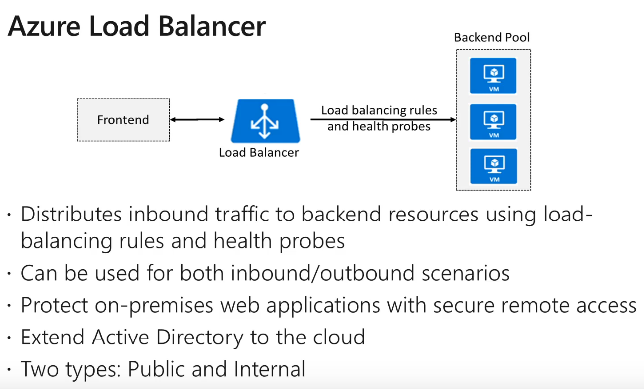 Azure Load Balancer
Backend Pool
VM
Frontend
Load balancing rules
and health probes
VM
Load Balancer
VM
· Distributes inbound traffic to backend resources using load-
balancing rules and health probes
· Can be used for both inbound/outbound scenarios
· Protect on-premises web applications with secure remote access
· Extend Active Directory to the cloud
· Two types: Public and Internal